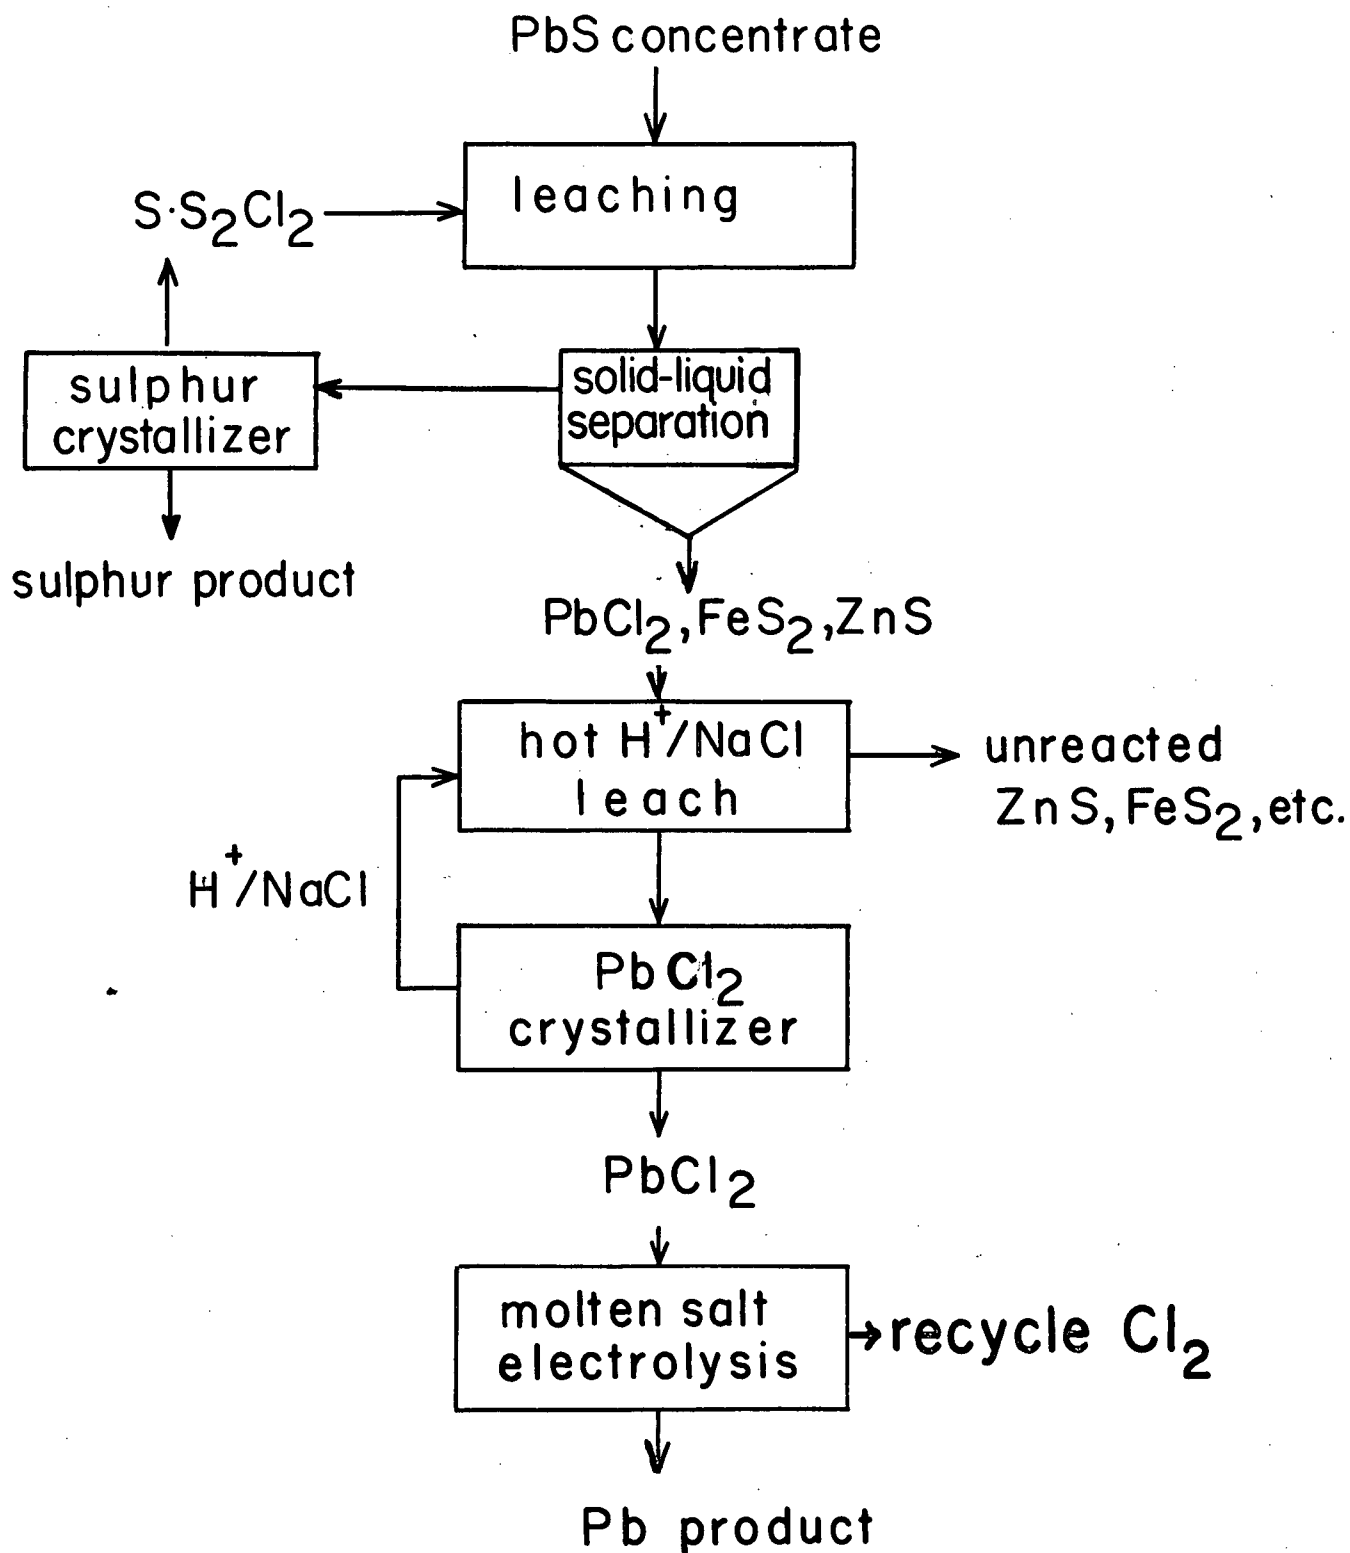 PbS concentrate
leaching
S·S₂Cl₂
solid-liquid
separation
sulphur
crystallizer
sulphur product
PbCl₂, FeS₂, ZnS
hot H⁺/NaCl
leach
unreacted
ZnS, FeS₂, etc.
H⁺/NaCl
PbCl₂
crystallizer
PbCl₂
molten salt
electrolysis
recycle Cl₂
Pb product